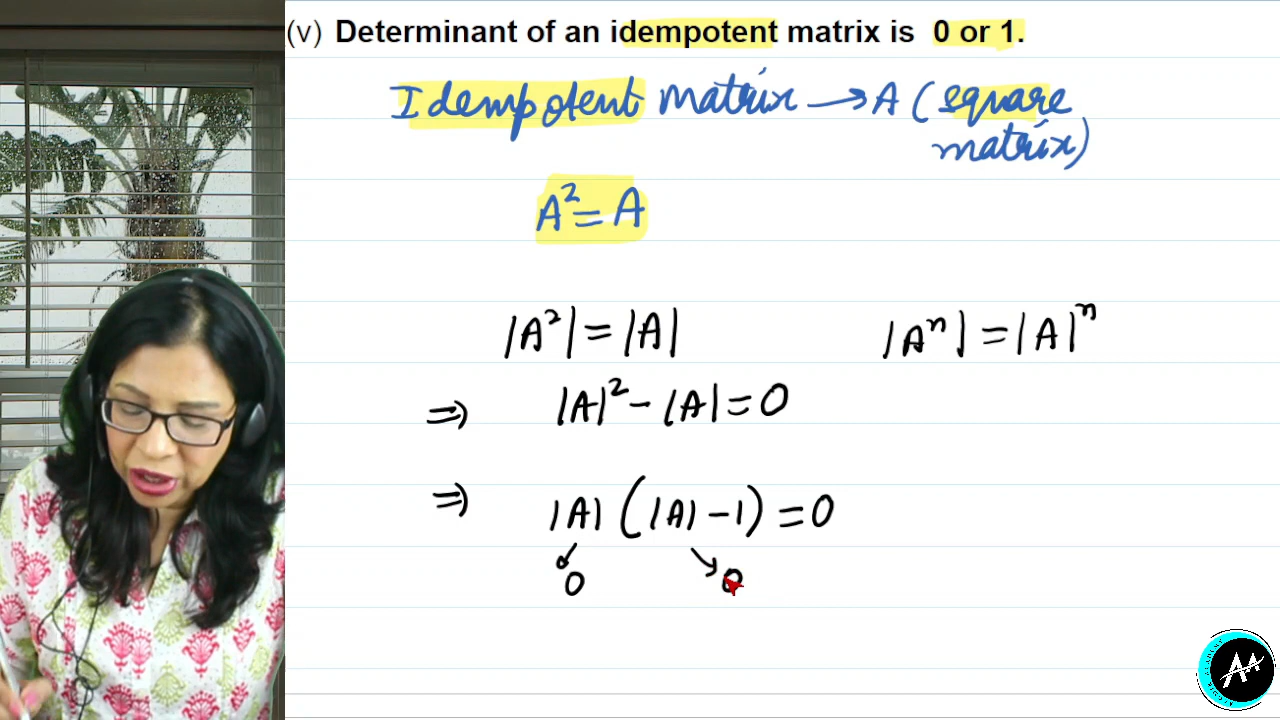 (v) Determinant of an idempotent matrix is 0 or 1.
Idempotent matrix → A (square
matrix)
A² = A
|A²| = |A|
|Aⁿ| = |A|ⁿ
⇒ |A|² - |A| = 0
⇒ |A| (|A| - 1) = 0
0 0